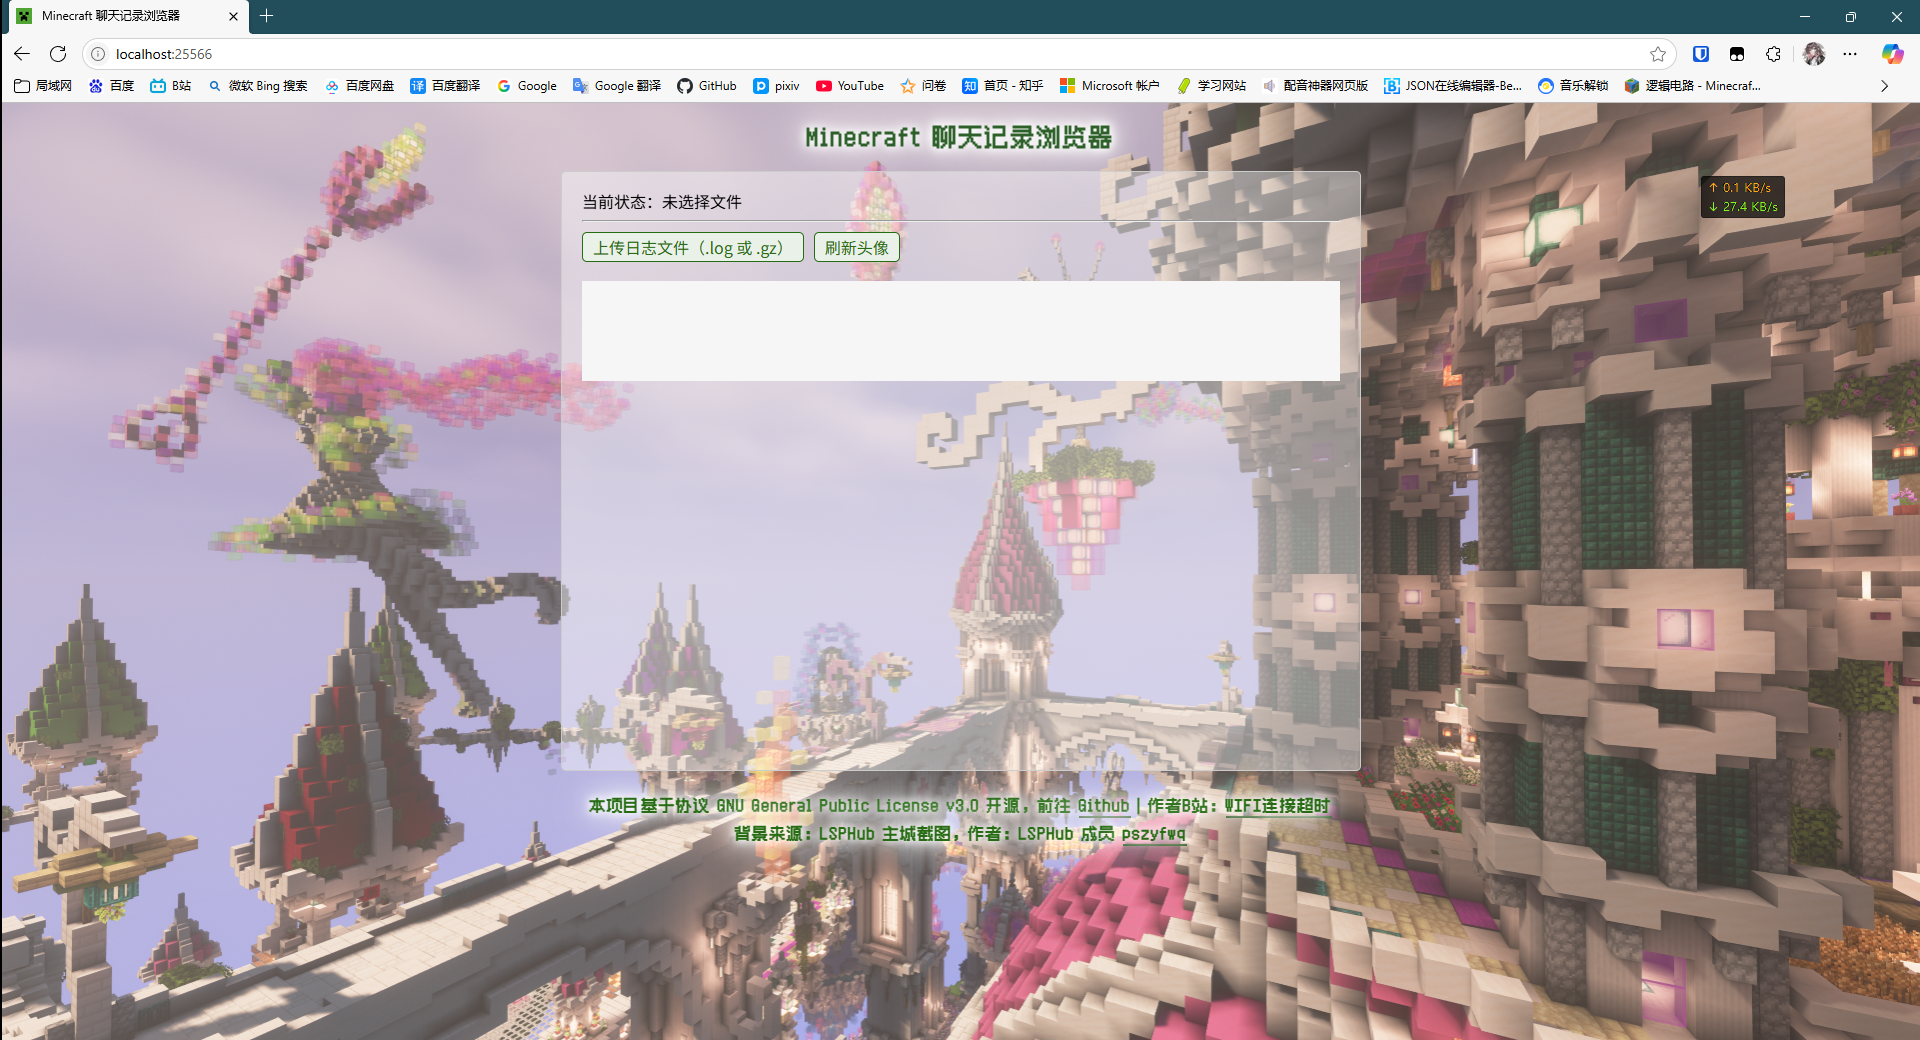 Minecraft 聊天记录浏览器
localhost:25566
局域网 百度 B站 微软 Bing 搜索 百度网盘 百度翻译 Google Google 翻译 GitHub pixiv YouTube 问卷 首页 - 知乎 Microsoft 帐户 学习网站 配音神器网页版 JSON在线编辑器-Be... 音乐解锁 逻辑电路 - Minecraf...
Minecraft 聊天记录浏览器
↑ 0.1 KB/s
↓ 27.4 KB/s
当前状态：未选择文件
上传日志文件（.log 或 .gz） 刷新头像
本项目基于协议 GNU General Public License v3.0 开源，前往 Github | 作者B站：WIFI连接超时
背景来源：LSPHub 主城截图，作者：LSPHub 成员 pszyfwq